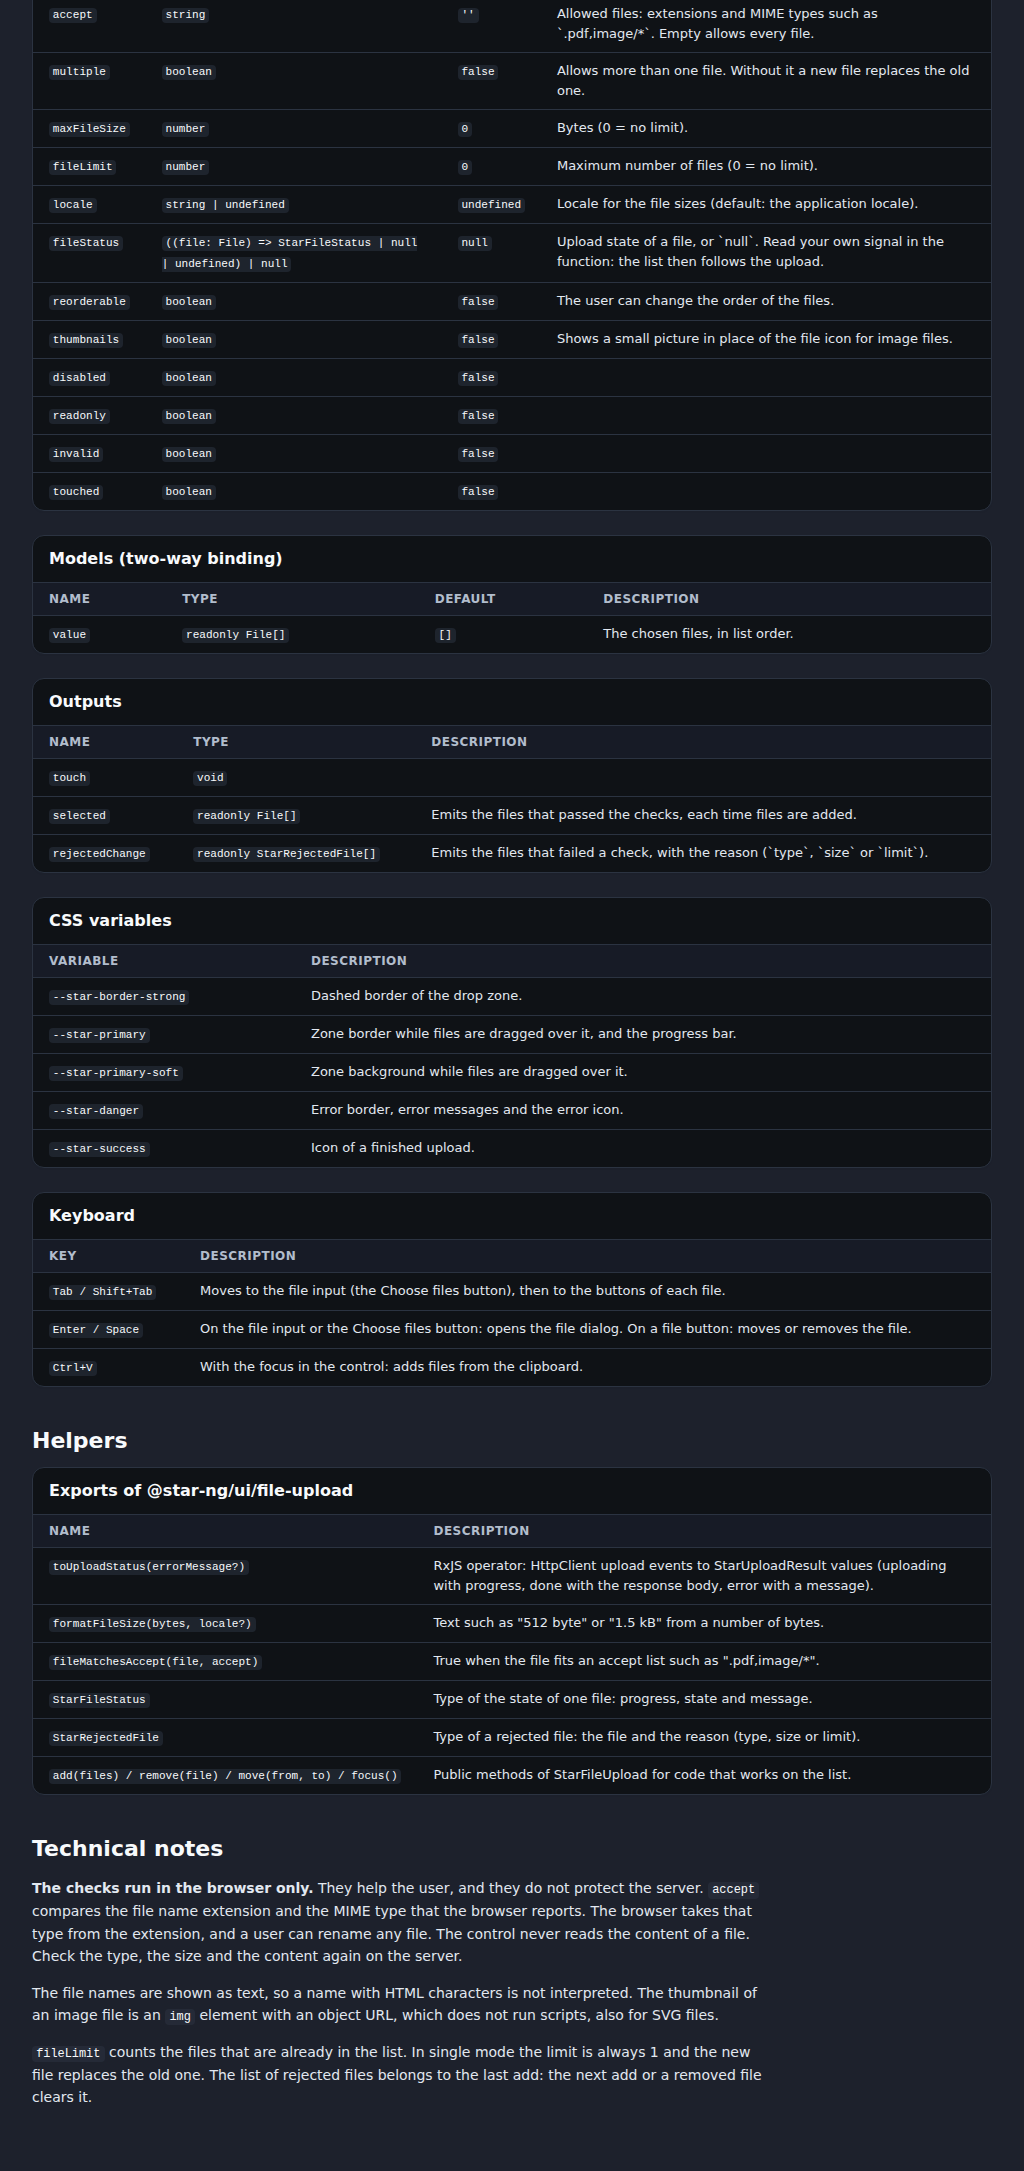 accept string '' Allowed files: extensions and MIME types such as
`.pdf,image/*`. Empty allows every file.
multiple boolean false Allows more than one file. Without it a new file replaces the old
one.
maxFileSize number 0 Bytes (0 = no limit).
fileLimit number 0 Maximum number of files (0 = no limit).
locale string | undefined undefined Locale for the file sizes (default: the application locale).
fileStatus ((file: File) => StarFileStatus | null null Upload state of a file, or `null`. Read your own signal in the
| undefined) | null function: the list then follows the upload.
reorderable boolean false The user can change the order of the files.
thumbnails boolean false Shows a small picture in place of the file icon for image files.
disabled boolean false
readonly boolean false
invalid boolean false
touched boolean false
Models (two-way binding)
NAME TYPE DEFAULT DESCRIPTION
value readonly File[] [] The chosen files, in list order.
Outputs
NAME TYPE DESCRIPTION
touch void
selected readonly File[] Emits the files that passed the checks, each time files are added.
rejectedChange readonly StarRejectedFile[] Emits the files that failed a check, with the reason (`type`, `size` or `limit`).
CSS variables
VARIABLE DESCRIPTION
--star-border-strong Dashed border of the drop zone.
--star-primary Zone border while files are dragged over it, and the progress bar.
--star-primary-soft Zone background while files are dragged over it.
--star-danger Error border, error messages and the error icon.
--star-success Icon of a finished upload.
Keyboard
KEY DESCRIPTION
Tab / Shift+Tab Moves to the file input (the Choose files button), then to the buttons of each file.
Enter / Space On the file input or the Choose files button: opens the file dialog. On a file button: moves or removes the file.
Ctrl+V With the focus in the control: adds files from the clipboard.
Helpers
Exports of @star-ng/ui/file-upload
NAME DESCRIPTION
toUploadStatus(errorMessage?) RxJS operator: HttpClient upload events to StarUploadResult values (uploading
with progress, done with the response body, error with a message).
formatFileSize(bytes, locale?) Text such as "512 byte" or "1.5 kB" from a number of bytes.
fileMatchesAccept(file, accept) True when the file fits an accept list such as ".pdf,image/*".
StarFileStatus Type of the state of one file: progress, state and message.
StarRejectedFile Type of a rejected file: the file and the reason (type, size or limit).
add(files) / remove(file) / move(from, to) / focus() Public methods of StarFileUpload for code that works on the list.
Technical notes
The checks run in the browser only. They help the user, and they do not protect the server. accept
compares the file name extension and the MIME type that the browser reports. The browser takes that
type from the extension, and a user can rename any file. The control never reads the content of a file.
Check the type, the size and the content again on the server.
The file names are shown as text, so a name with HTML characters is not interpreted. The thumbnail of
an image file is an img element with an object URL, which does not run scripts, also for SVG files.
fileLimit counts the files that are already in the list. In single mode the limit is always 1 and the new
file replaces the old one. The list of rejected files belongs to the last add: the next add or a removed file
clears it.